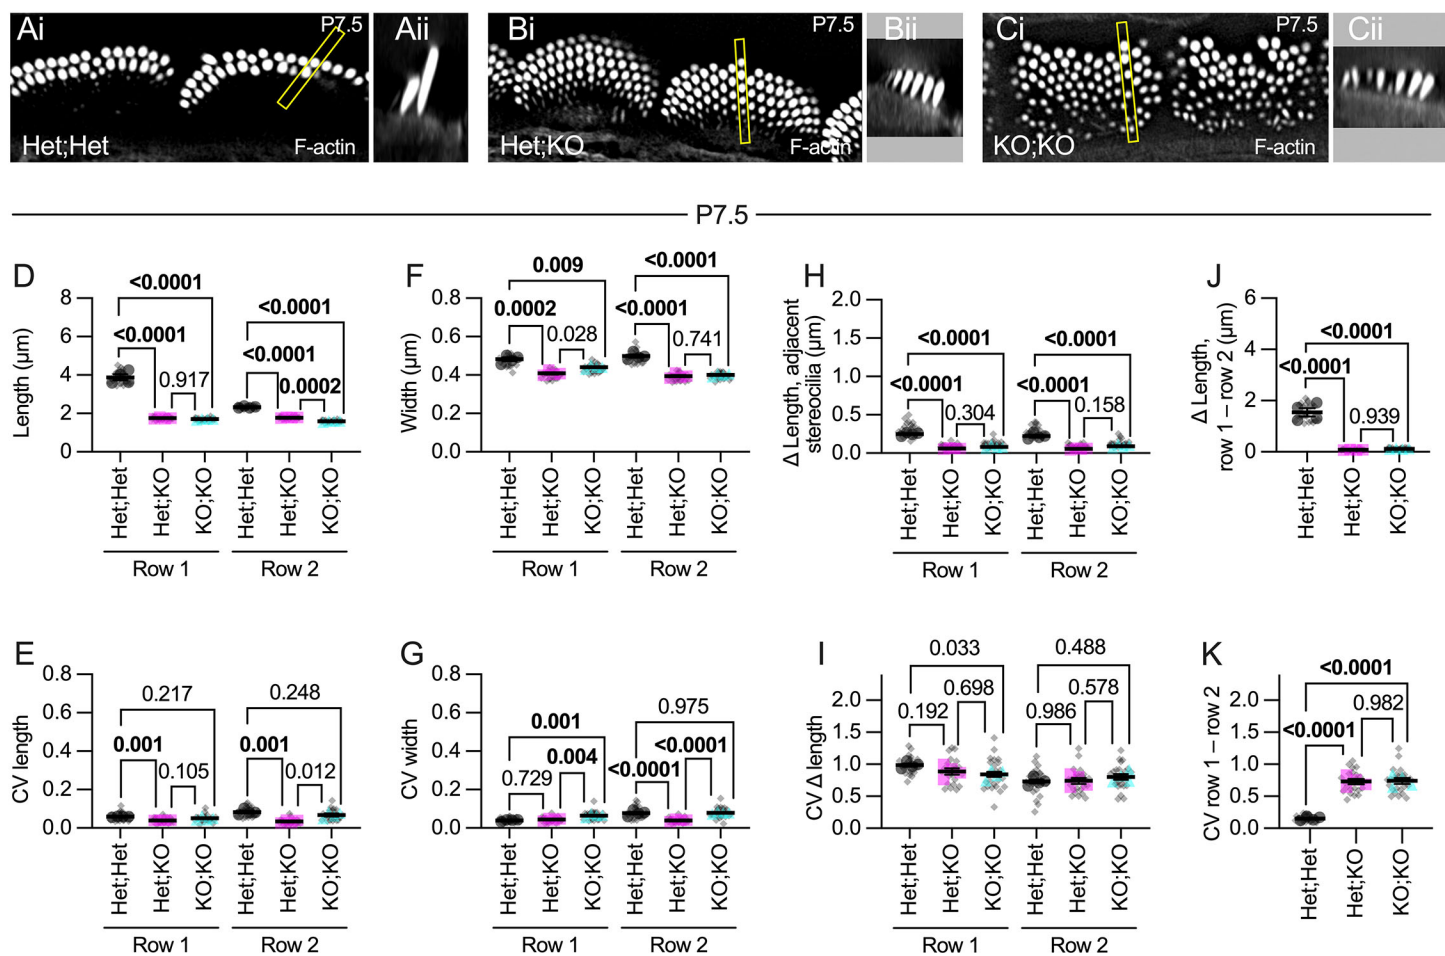 Ai
P7.5
Het;Het
F-actin
Aii
Bi
P7.5
Het;KO
F-actin
Bii
Ci
P7.5
KO;KO
F-actin
Cii
P7.5
D
Length (μm)
8
6
4
2
0
<0.0001
<0.0001
0.917
<0.0001
<0.0001
0.0002
Het;Het
Het;KO
KO;KO
Het;Het
Het;KO
KO;KO
Row 1
Row 2
F
Width (μm)
0.8
0.6
0.4
0.2
0.0
0.009
0.0002
0.028
<0.0001
<0.0001
0.741
Het;Het
Het;KO
KO;KO
Het;Het
Het;KO
KO;KO
Row 1
Row 2
H
Δ Length, adjacent
stereocilia (μm)
2.0
1.5
1.0
0.5
0.0
<0.0001
<0.0001
0.304
<0.0001
<0.0001
0.158
Het;Het
Het;KO
KO;KO
Het;Het
Het;KO
KO;KO
Row 1
Row 2
J
Δ Length,
row 1 – row 2 (μm)
6
4
2
0
<0.0001
<0.0001
0.939
Het;Het
Het;KO
KO;KO
E
CV length
0.8
0.6
0.4
0.2
0.0
0.217
0.001
0.105
0.248
0.001
0.012
Het;Het
Het;KO
KO;KO
Het;Het
Het;KO
KO;KO
Row 1
Row 2
G
CV width
0.8
0.6
0.4
0.2
0.0
0.001
0.729
0.004
0.975
<0.0001
<0.0001
Het;Het
Het;KO
KO;KO
Het;Het
Het;KO
KO;KO
Row 1
Row 2
I
CV Δ length
2.0
1.5
1.0
0.5
0.0
0.033
0.192
0.698
0.488
0.986
0.578
Het;Het
Het;KO
KO;KO
Het;Het
Het;KO
KO;KO
Row 1
Row 2
K
CV row 1 – row 2
2.0
1.5
1.0
0.5
0.0
<0.0001
<0.0001
0.982
Het;Het
Het;KO
KO;KO